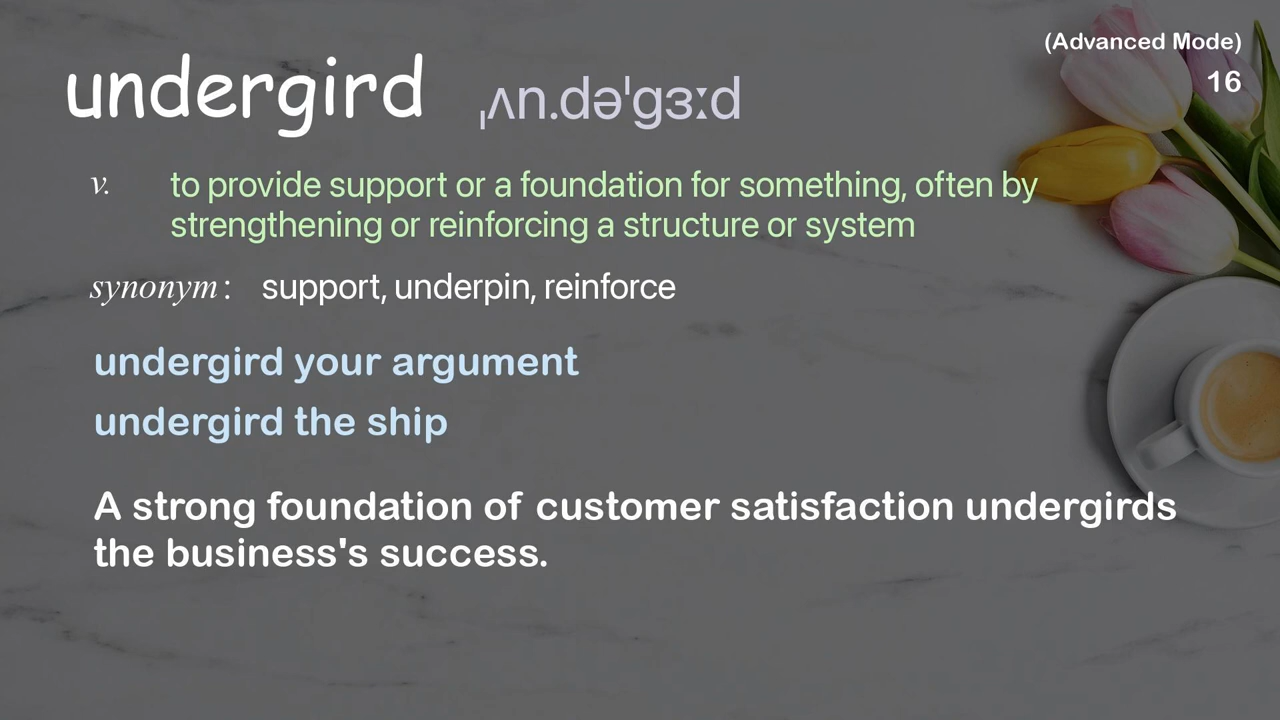 (Advanced Mode)
16
undergird ˌʌn.dəˈɡɜːd
v. to provide support or a foundation for something, often by
strengthening or reinforcing a structure or system
synonym : support, underpin, reinforce
undergird your argument
undergird the ship
A strong foundation of customer satisfaction undergirds
the business's success.